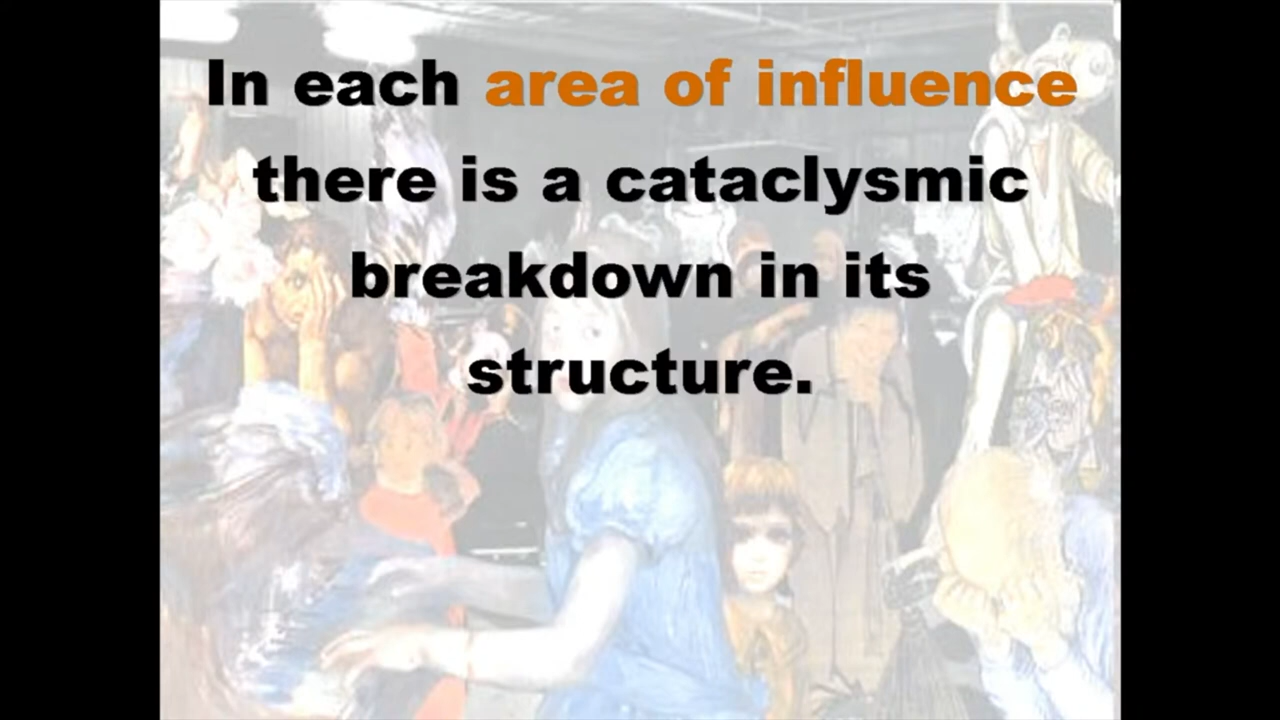 In each area of influence
there is a cataclysmic
breakdown in its
structure.